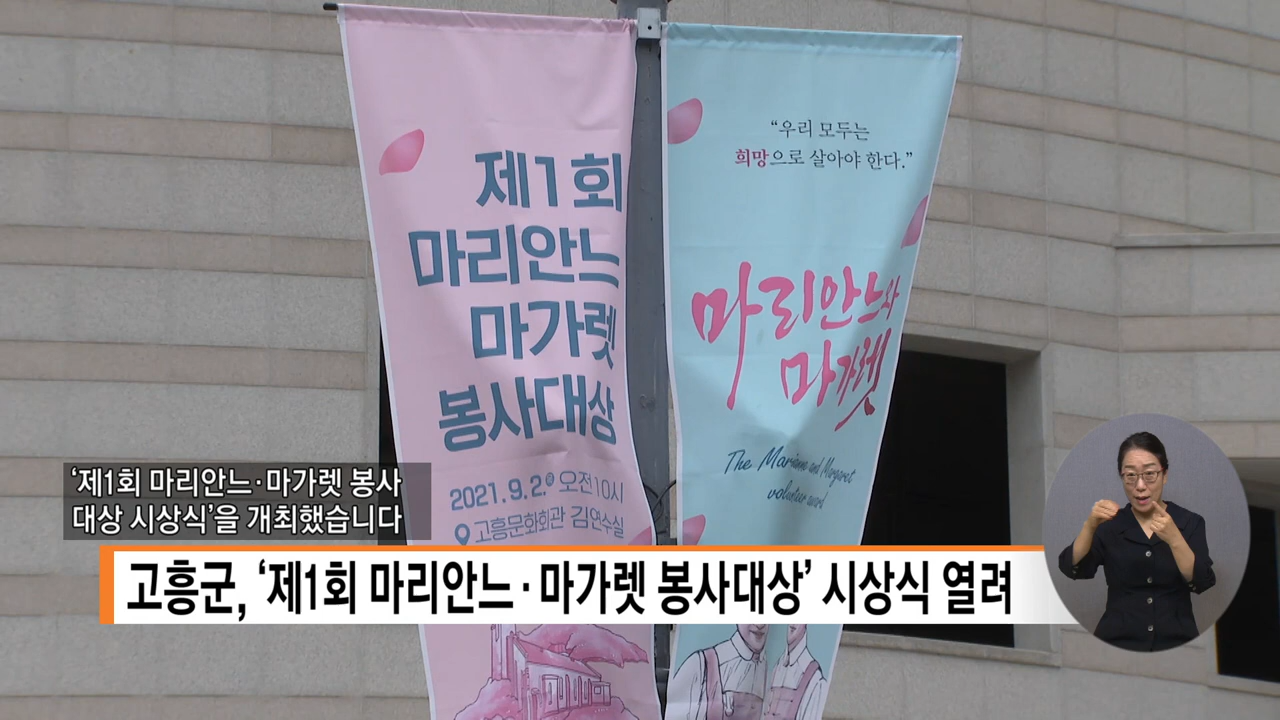 제1회
마리안느
마가렛
봉사대상
2021. 9. 2. 오전 10시
고흥문화회관 김연수실
“우리 모두는
희망으로 살아야 한다.”
마리안느와
마가렛
The Marianne and Margaret
volunteer award
‘제1회 마리안느·마가렛 봉사
대상 시상식’을 개최했습니다
고흥군, ‘제1회 마리안느·마가렛 봉사대상’ 시상식 열려